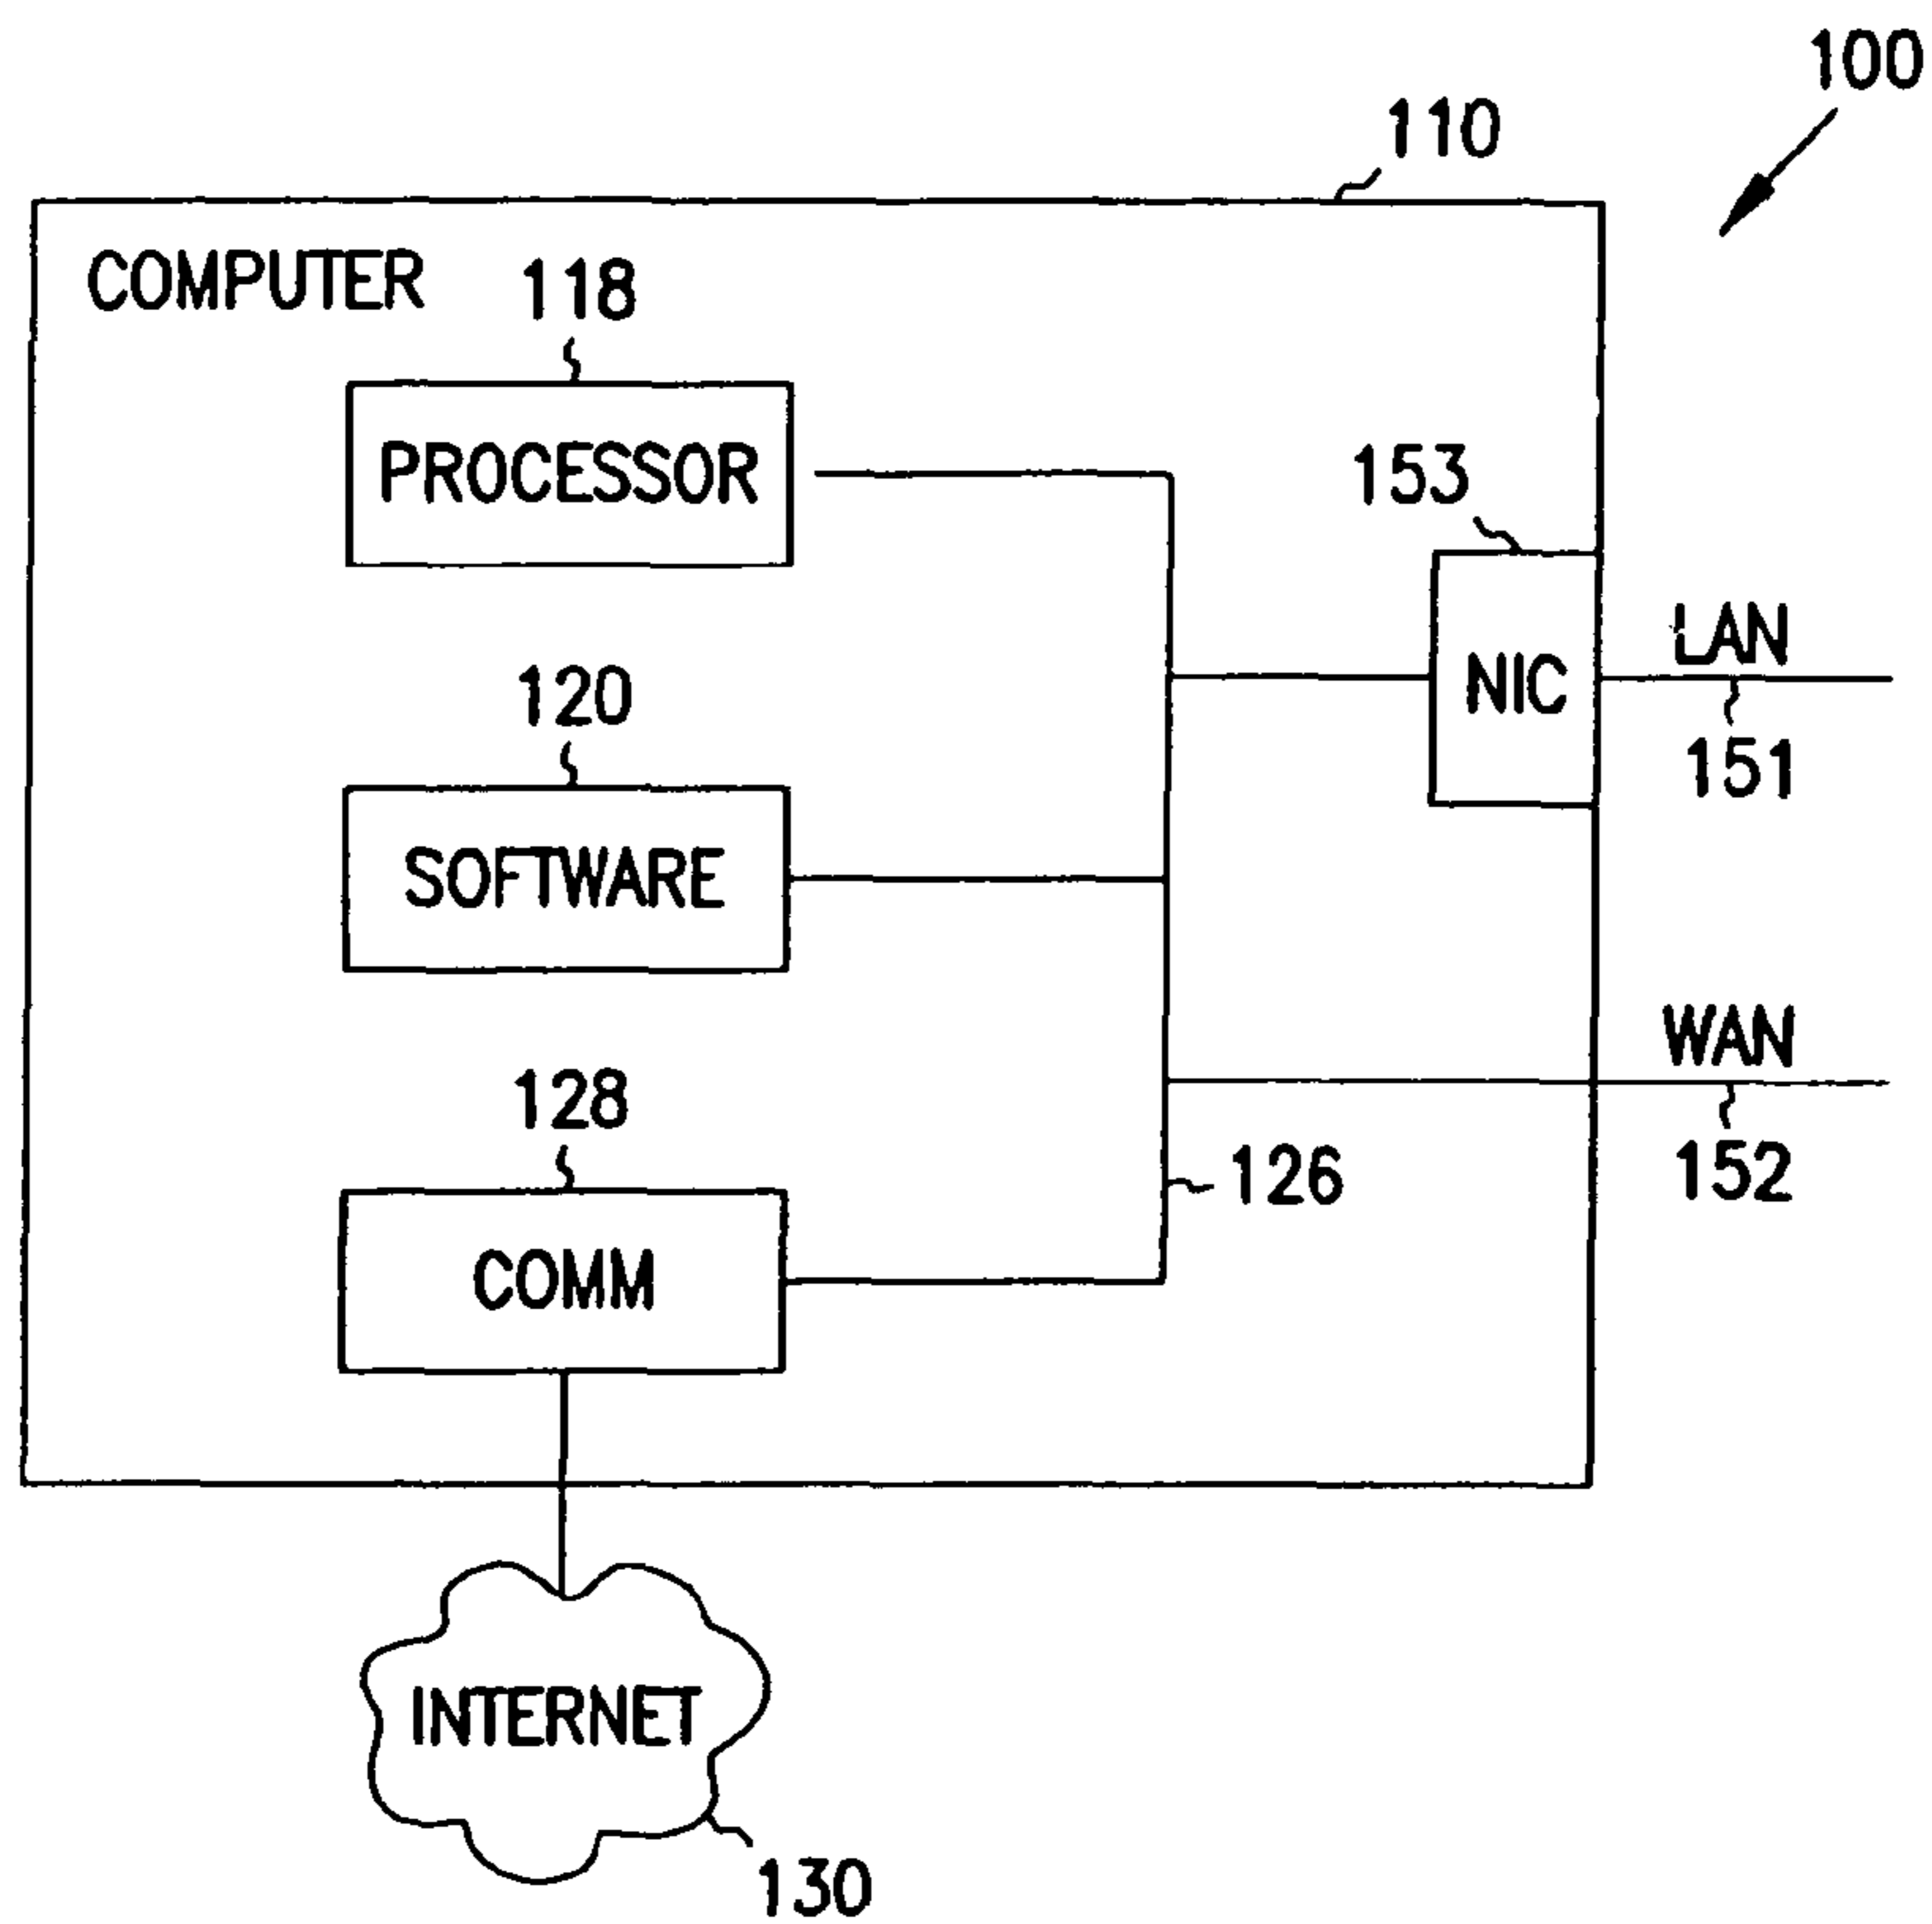 100
110
COMPUTER
118
PROCESSOR
153
NIC
LAN
151
120
SOFTWARE
WAN
152
128
126
COMM
INTERNET
130